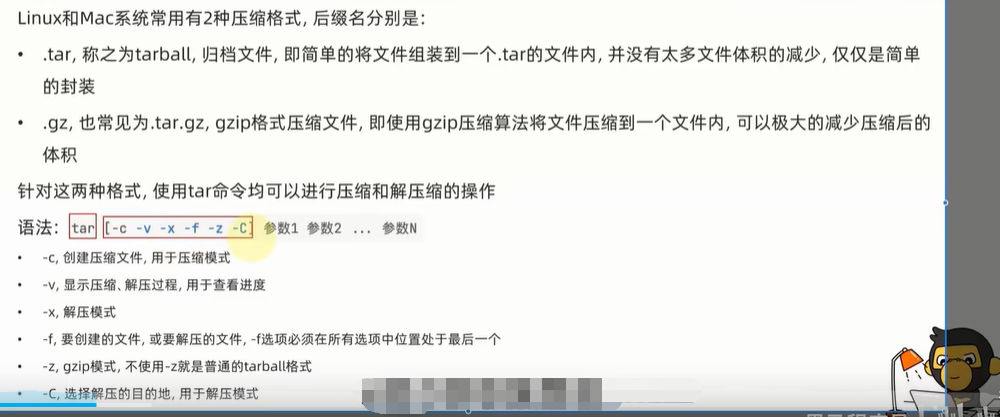 Linux和Mac系统常用有2种压缩格式, 后缀名分别是:
• .tar, 称之为tarball, 归档文件, 即简单的将文件组装到一个.tar的文件内, 并没有太多文件体积的减少, 仅仅是简单
的封装
• .gz, 也常见为.tar.gz, gzip格式压缩文件, 即使用gzip压缩算法将文件压缩到一个文件内, 可以极大的减少压缩后的
体积
针对这两种格式, 使用tar命令均可以进行压缩和解压缩的操作
语法: tar [-c -v -x -f -z -C] 参数1 参数2 ... 参数N
• -c, 创建压缩文件, 用于压缩模式
• -v, 显示压缩、解压过程, 用于查看进度
• -x, 解压模式
• -f, 要创建的文件, 或要解压的文件, -f选项必须在所有选项中位置处于最后一个
• -z, gzip模式, 不使用-z就是普通的tarball格式
• -C, 选择解压的目的地, 用于解压模式